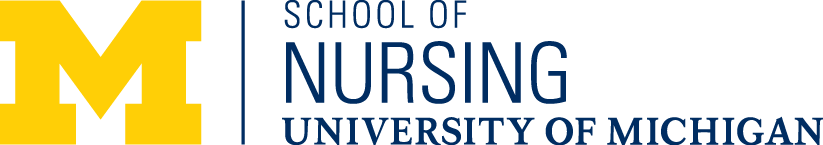 M
SCHOOL OF
NURSING
UNIVERSITY OF MICHIGAN